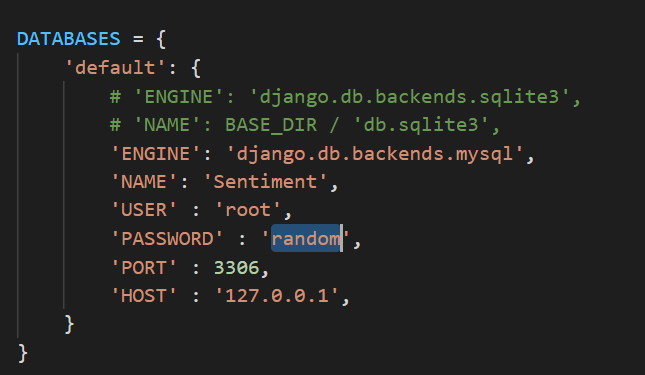 DATABASES = {
'default': {
# 'ENGINE': 'django.db.backends.sqlite3',
# 'NAME': BASE_DIR / 'db.sqlite3',
'ENGINE': 'django.db.backends.mysql',
'NAME': 'Sentiment',
'USER' : 'root',
'PASSWORD' : 'random',
'PORT' : 3306,
'HOST' : '127.0.0.1',
}
}